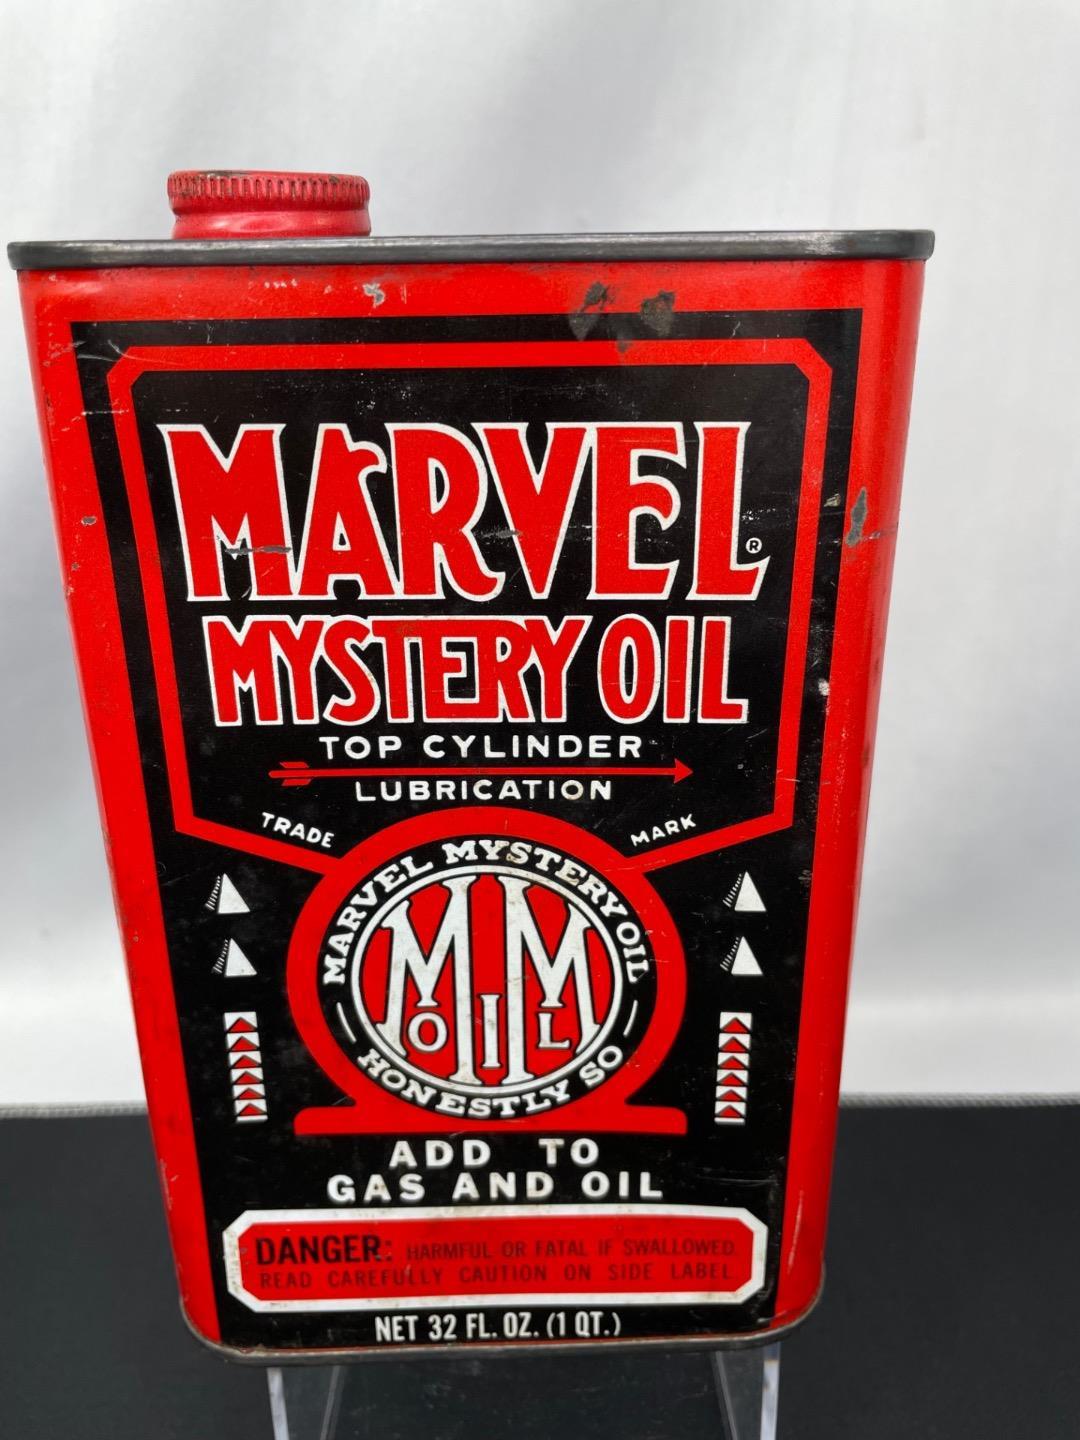 MARVEL ®
MYSTERY OIL
TOP CYLINDER
LUBRICATION
TRADE MARK
MARVEL MYSTERY OIL
MM
OIL
HONESTLY SO
ADD TO
GAS AND OIL
DANGER: HARMFUL OR FATAL IF SWALLOWED.
READ CAREFULLY CAUTION ON SIDE LABEL.
NET 32 FL. OZ. (1 QT.)